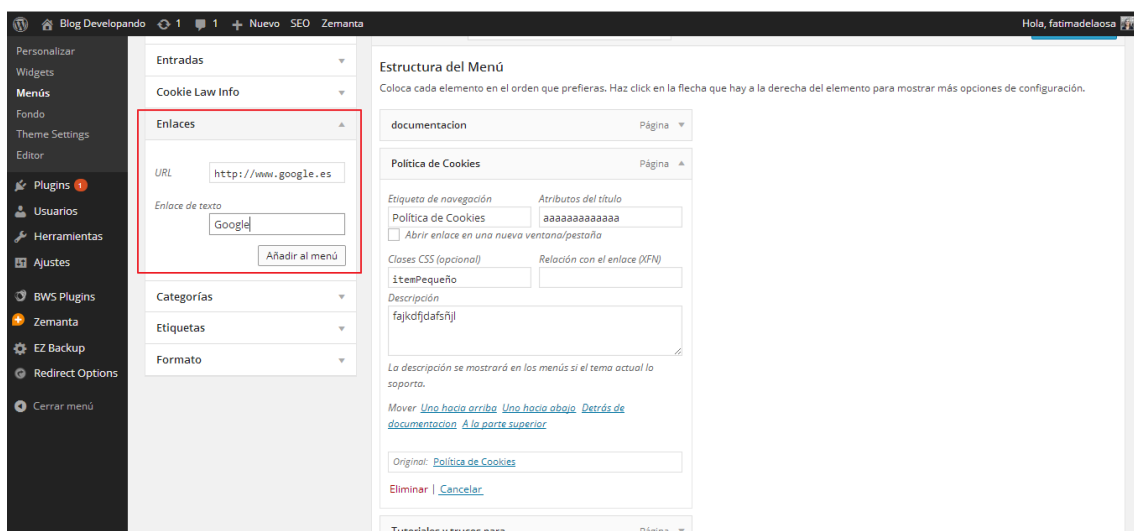 Blog Developando 1 1 + Nuevo SEO Zemanta Hola, fatimadelaosa
Personalizar
Widgets
Menús
Fondo
Theme Settings
Editor
Plugins 1
Usuarios
Herramientas
Ajustes
BWS Plugins
Zemanta
EZ Backup
Redirect Options
Cerrar menú
Entradas
Cookie Law Info
Enlaces
URL http://www.google.es
Enlace de texto
Google
Añadir al menú
Categorías
Etiquetas
Formato
Estructura del Menú
Coloca cada elemento en el orden que prefieras. Haz click en la flecha que hay a la derecha del elemento para mostrar más opciones de configuración.
documentacion Página
Política de Cookies Página
Etiqueta de navegación Atributos del título
Política de Cookies aaaaaaaaaaaaa
Abrir enlace en una nueva ventana/pestaña
Clases CSS (opcional) Relación con el enlace (XFN)
itemPequeño
Descripción
fajkdfjdafsñjl
La descripción se mostrará en los menús si el tema actual lo
soporta.
Mover Uno hacia arriba Uno hacia abajo Detrás de
documentacion A la parte superior
Original: Política de Cookies
Eliminar | Cancelar
Tutoriales y trucos para Página